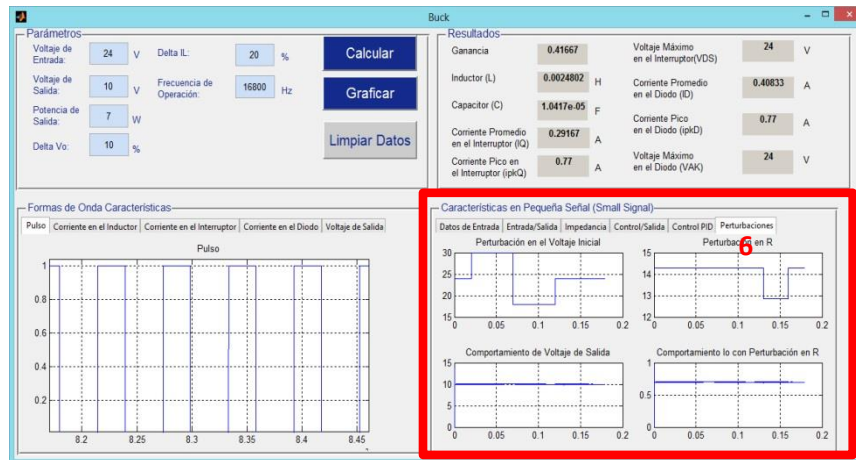 Buck
Parámetros
Voltaje de Entrada: 24 V
Delta IL: 20 %
Calcular
Voltaje de Salida: 10 V
Frecuencia de Operación: 16800 Hz
Graficar
Potencia de Salida: 7 W
Delta Vo: 10 %
Limpiar Datos
Resultados
Ganancia 0.41667
Voltaje Máximo en el Interruptor(VDS) 24 V
Inductor (L) 0.0024802 H
Corriente Promedio en el Diodo (ID) 0.40833 A
Capacitor (C) 1.0417e-05 F
Corriente Pico en el Diodo (ipkD) 0.77 A
Corriente Promedio en el Interruptor (IQ) 0.29167 A
Voltaje Máximo en el Diodo (VAK) 24 V
Corriente Pico en el Interruptor (ipkQ) 0.77 A
Formas de Onda Características
Pulso Corriente en el Inductor Corriente en el Interruptor Corriente en el Diodo Voltaje de Salida
Pulso
1
0.8
0.6
0.4
0.2
8.2 8.25 8.3 8.35 8.4 8.45
Características en Pequeña Señal (Small Signal)
Datos de Entrada Entrada/Salida Impedancia Control/Salida Control PID Perturbaciones
6
Perturbación en el Voltaje Inicial
30
25
20
15
0 0.05 0.1 0.15 0.2
Perturbación en R
15
14
13
12
0 0.05 0.1 0.15 0.2
Comportamiento de Voltaje de Salida
15
10
5
0
0 0.05 0.1 0.15 0.2
Comportamiento Io con Perturbación en R
1
0.5
0
0 0.05 0.1 0.15 0.2